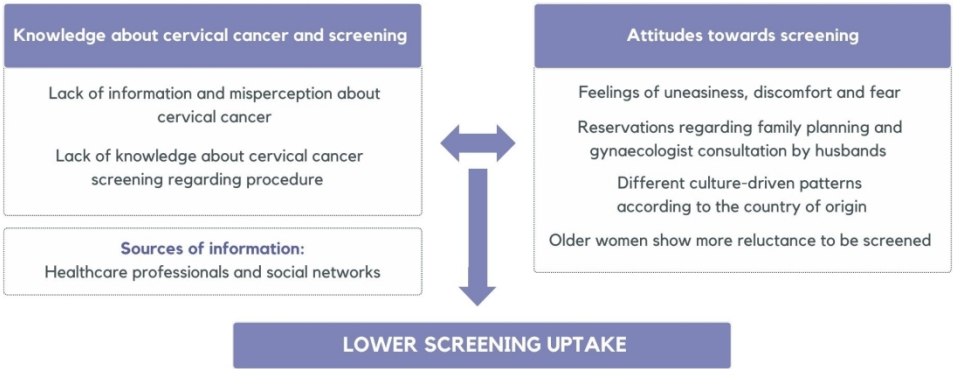 Knowledge about cervical cancer and screening
Lack of information and misperception about
cervical cancer
Lack of knowledge about cervical cancer
screening regarding procedure
Sources of information:
Healthcare professionals and social networks
Attitudes towards screening
Feelings of uneasiness, discomfort and fear
Reservations regarding family planning and
gynaecologist consultation by husbands
Different culture-driven patterns
according to the country of origin
Older women show more reluctance to be screened
LOWER SCREENING UPTAKE